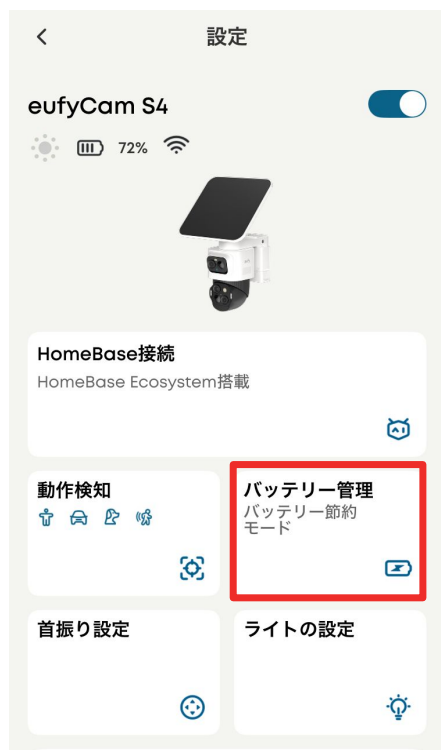 設定
eufyCam S4
72%
HomeBase接続
HomeBase Ecosystem搭載
動作検知
バッテリー管理
バッテリー節約
モード
首振り設定
ライトの設定